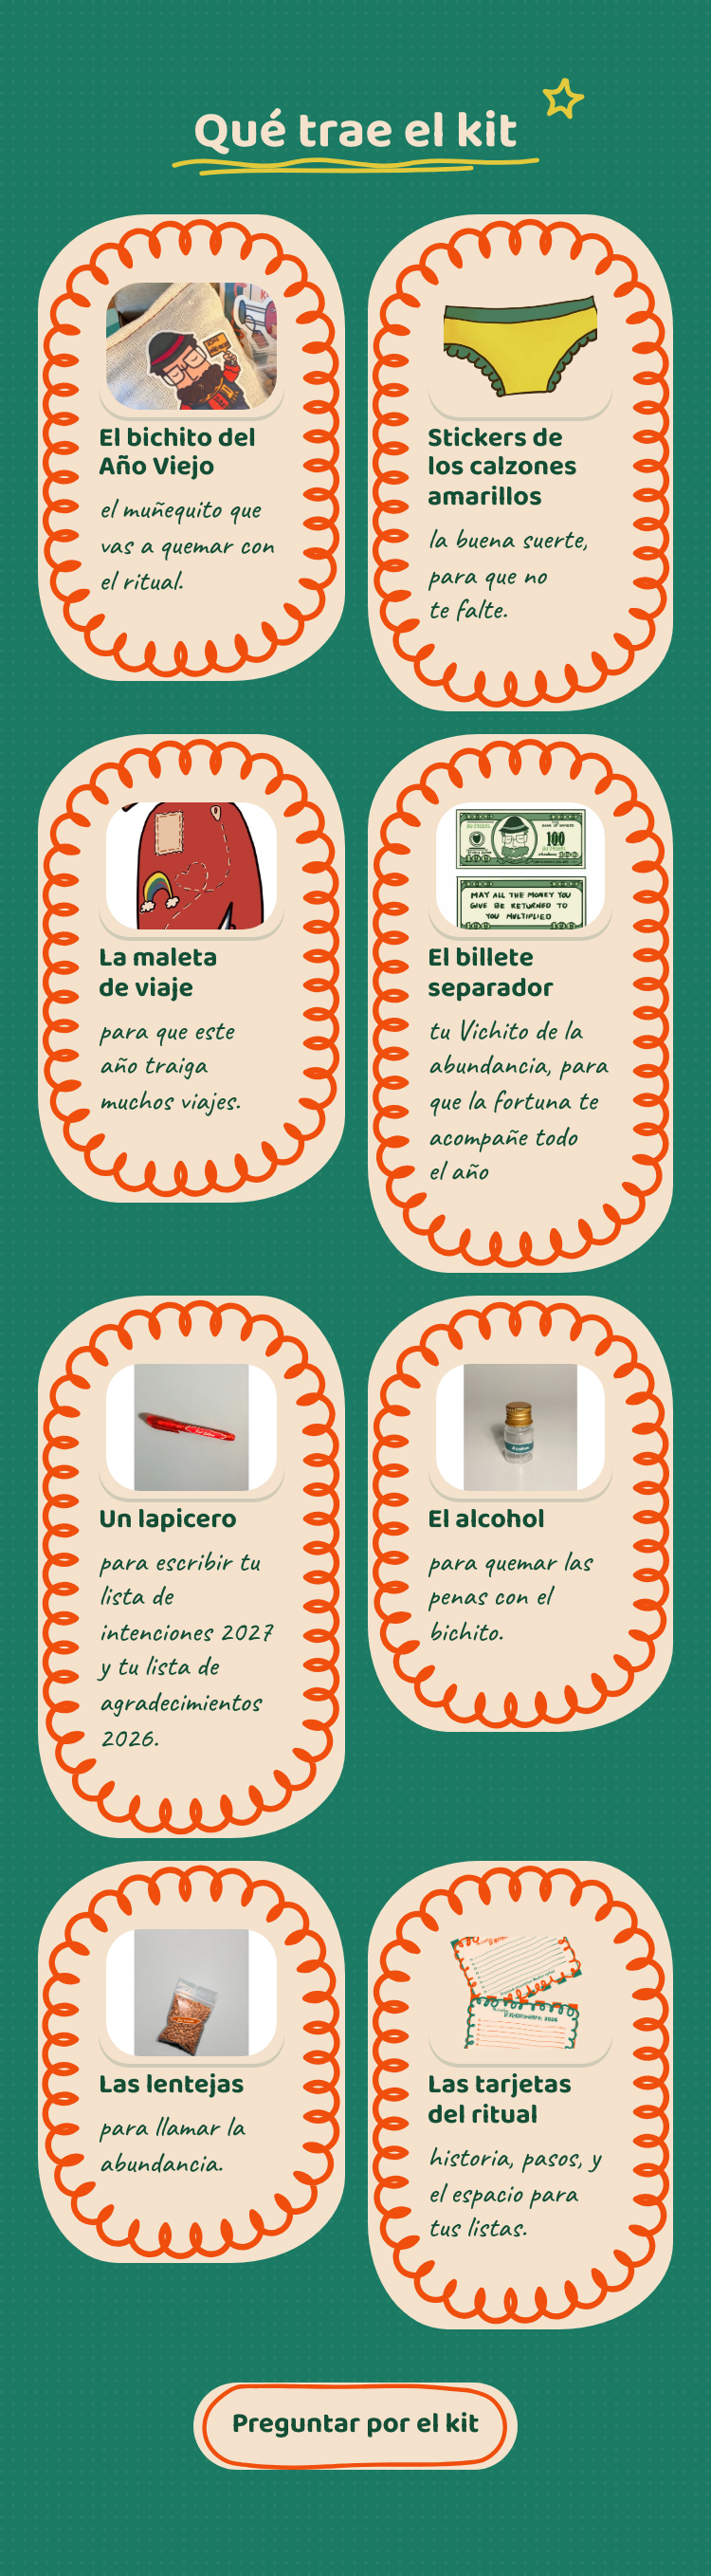 Qué trae el kit
El bichito del
Año Viejo
el muñequito que
vas a quemar con
el ritual.
Stickers de
los calzones
amarillos
la buena suerte,
para que no
te falte.
La maleta
de viaje
para que este
año traiga
muchos viajes.
100
MAY ALL THE MONEY YOU
GIVE BE RETURNED TO
YOU MULTIPLIED
El billete
separador
tu Vichito de la
abundancia, para
que la fortuna te
acompañe todo
el año
Un lapicero
para escribir tu
lista de
intenciones 2027
y tu lista de
agradecimientos
2026.
El alcohol
para quemar las
penas con el
bichito.
Las lentejas
para llamar la
abundancia.
Las tarjetas
del ritual
historia, pasos, y
el espacio para
tus listas.
Preguntar por el kit